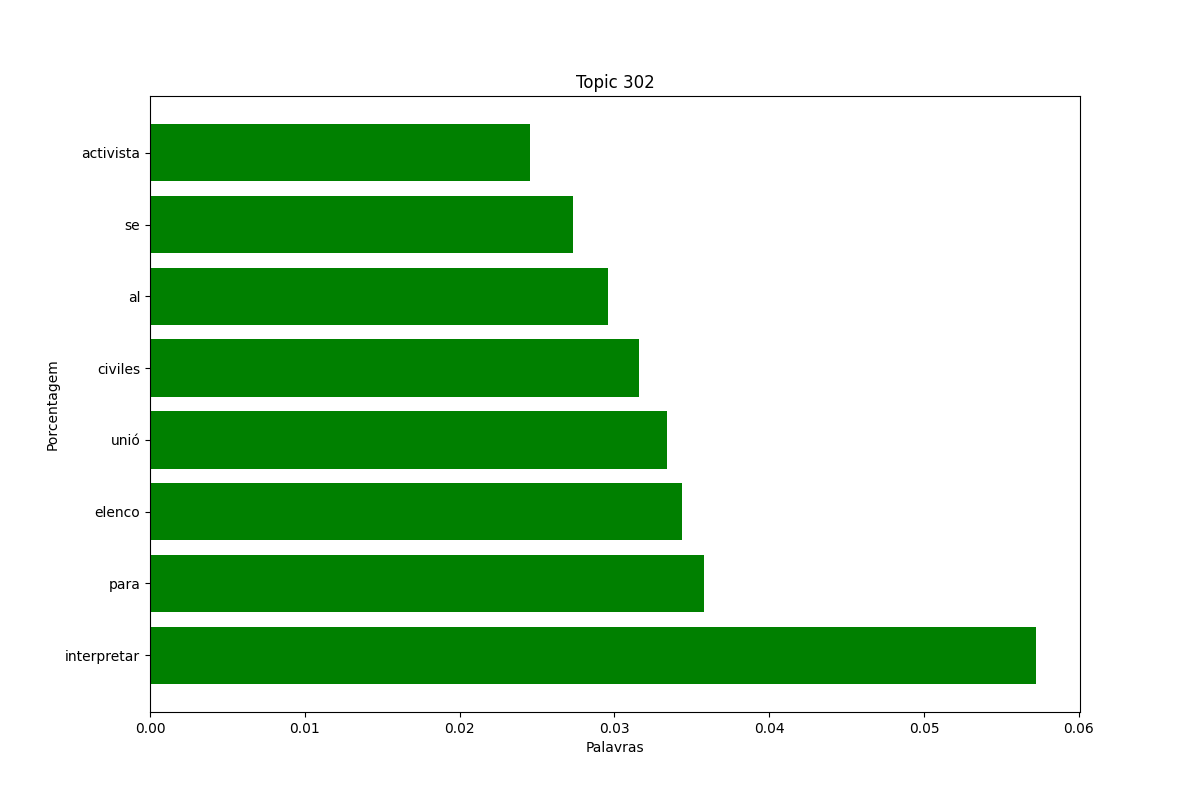 Topic 302
activista
se
al
civiles
unió
elenco
para
interpretar
Porcentagem
0.00 0.01 0.02 0.03 0.04 0.05 0.06
Palavras